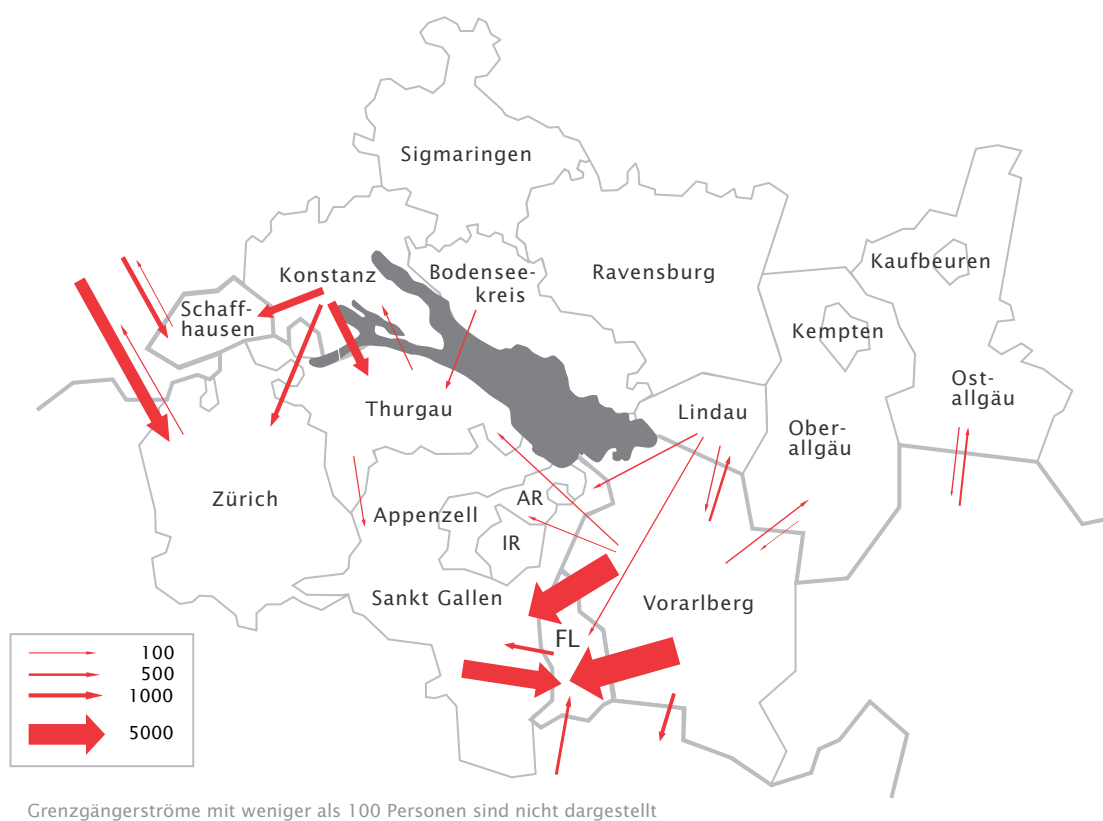 Sigmaringen
Konstanz
Bodensee-
kreis
Ravensburg
Kaufbeuren
Schaff-
hausen
Kempten
Thurgau
Lindau
Ost-
allgäu
Ober-
allgäu
Zürich
Appenzell
AR
IR
Sankt Gallen
Vorarlberg
FL
100
500
1000
5000
Grenzgängerströme mit weniger als 100 Personen sind nicht dargestellt